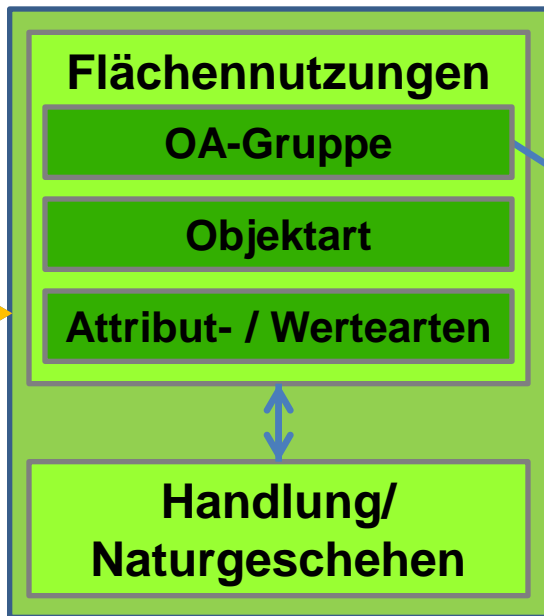 Flächennutzungen
OA-Gruppe
Objektart
Attribut- / Wertearten
Handlung/
Naturgeschehen